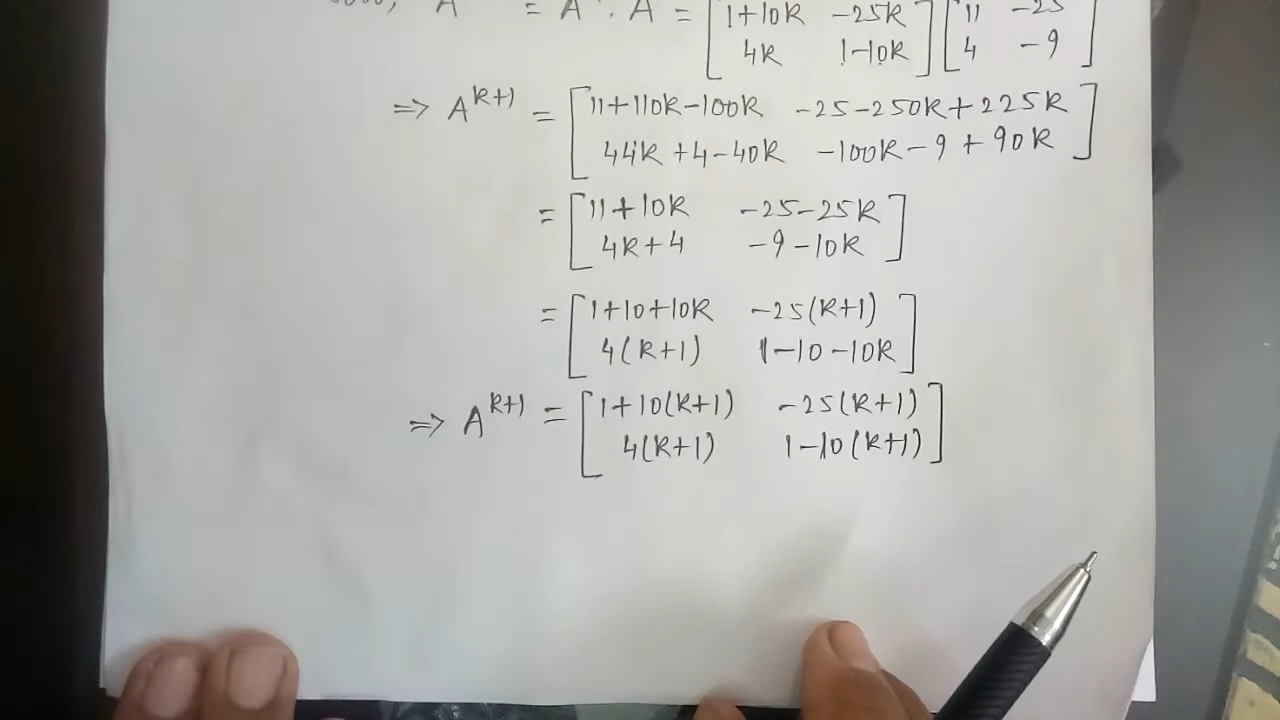 A = A . A = [1+10k -25k] [11 -25]
[4k 1-10k] [4 -9]
=> A^k+1 = [11+110k-100k -25-250k+225k]
[44k+4-40k -100k-9+90k]
= [11+10k -25-25k]
[4k+4 -9-10k]
= [1+10+10k -25(k+1)]
[4(k+1) 1-10-10k]
=> A^k+1 = [1+10(k+1) -25(k+1)]
[4(k+1) 1-10(k+1)]